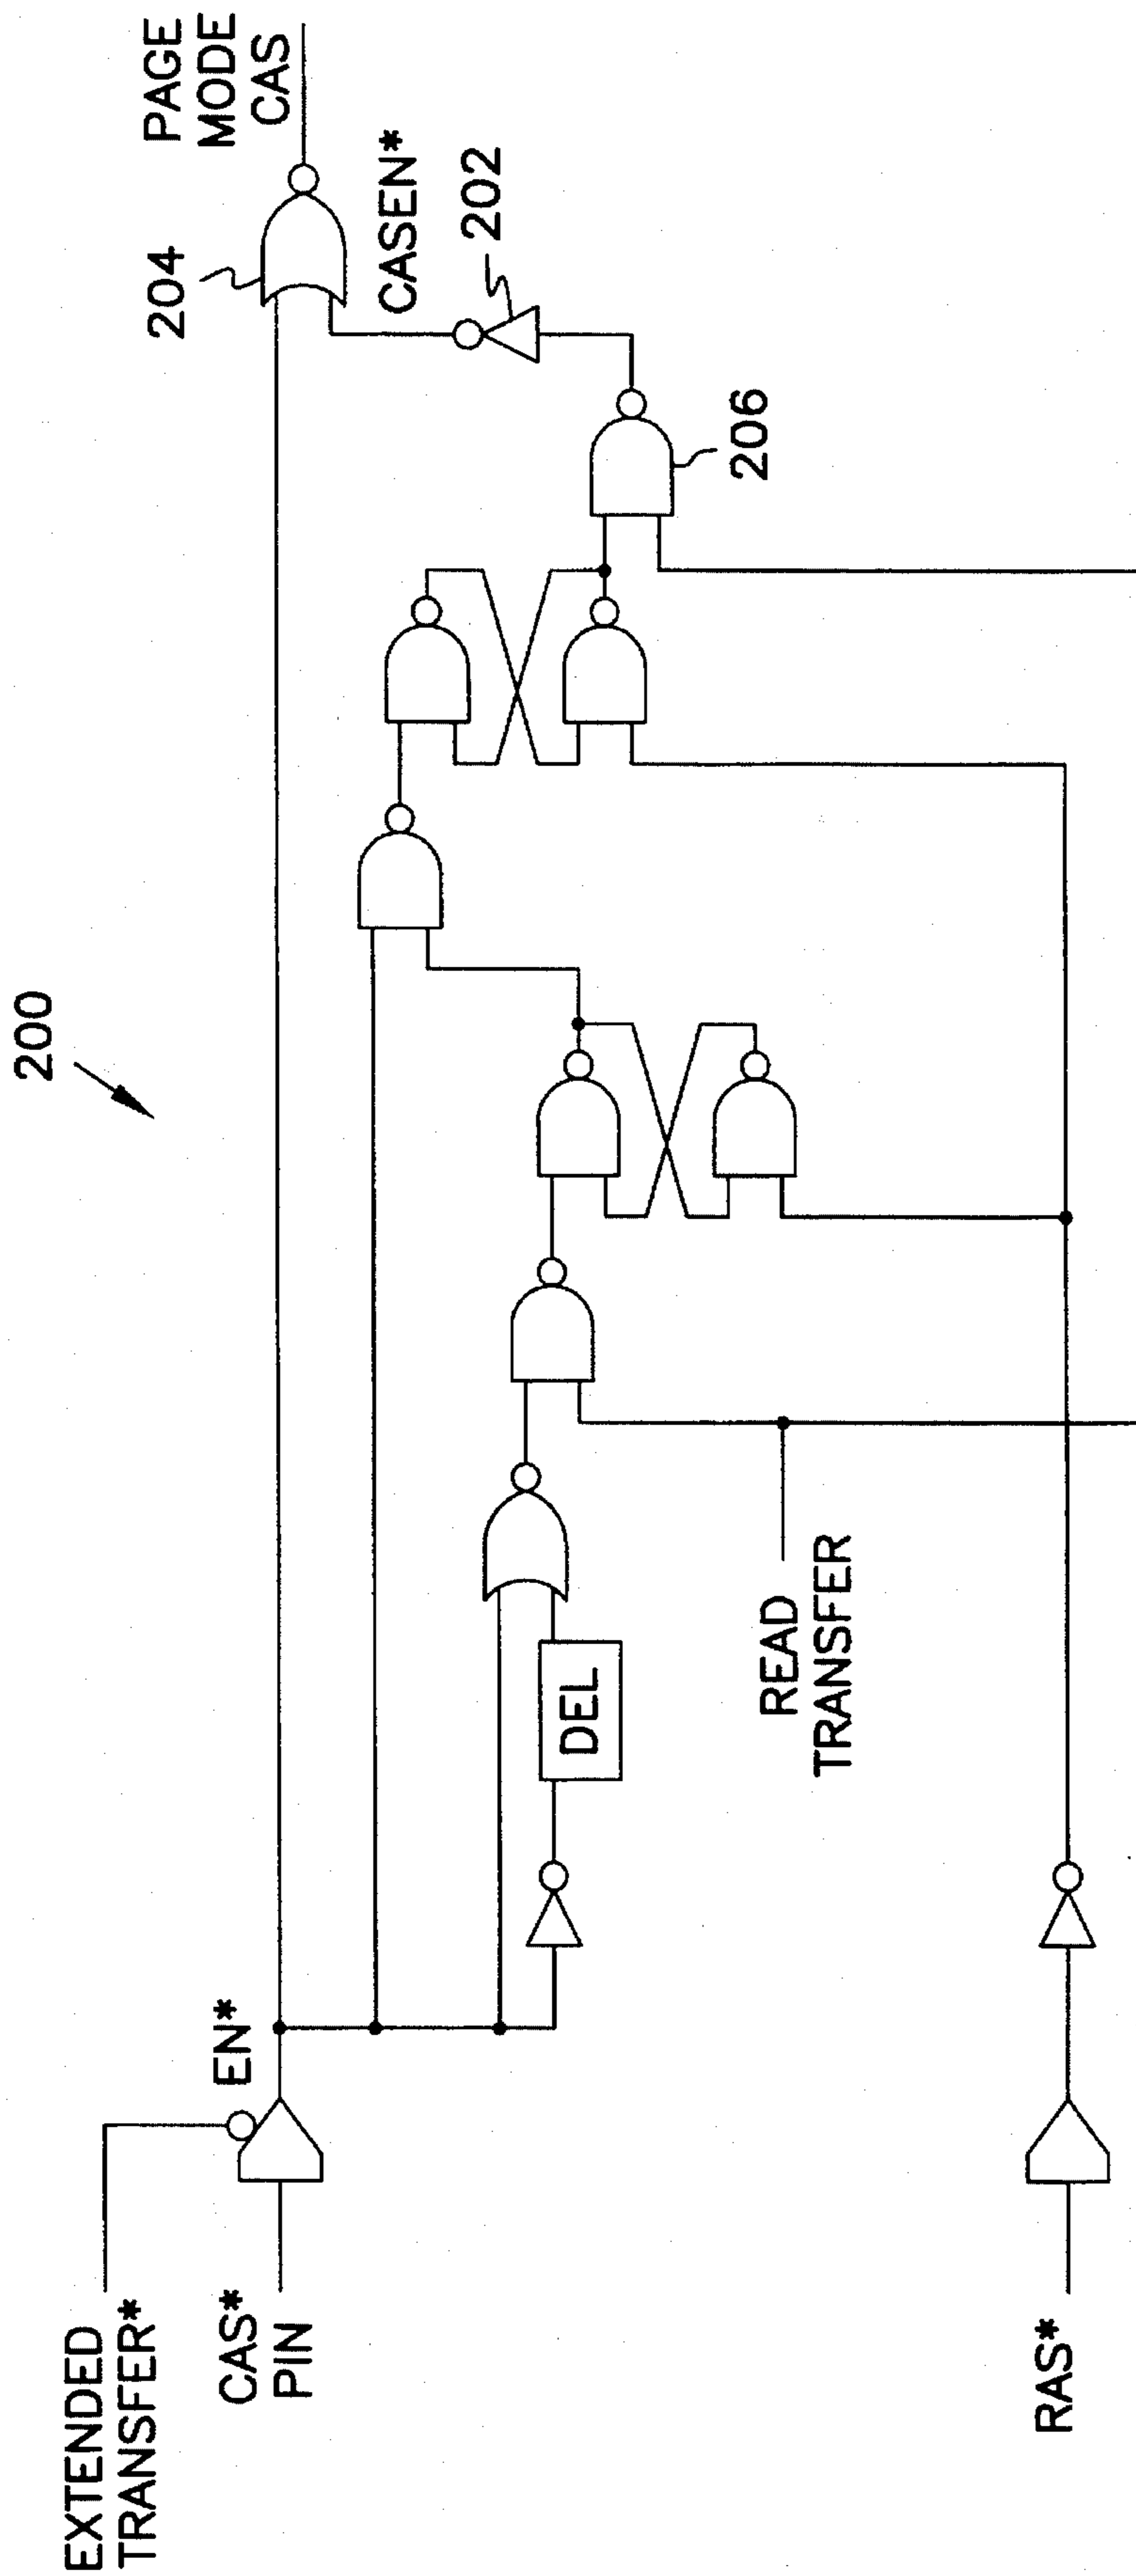 200
EXTENDED
TRANSFER*
CAS*
PIN
EN*
204
PAGE
MODE
CAS
CASEN*
202
206
DEL
READ
TRANSFER
RAS*